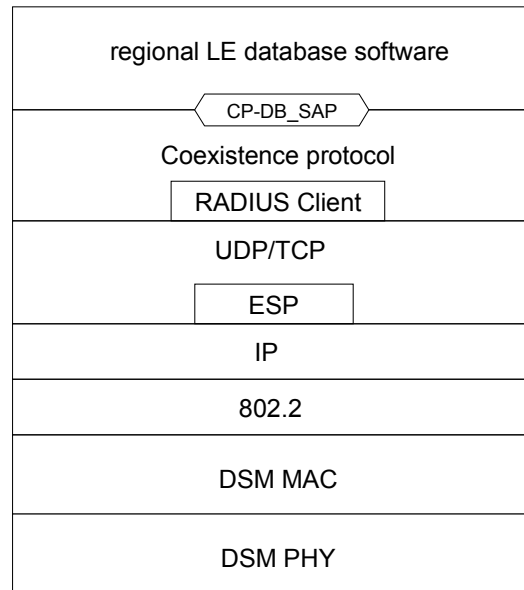 regional LE database software
CP-DB_SAP
Coexistence protocol
RADIUS Client
UDP/TCP
ESP
IP
802.2
DSM MAC
DSM PHY